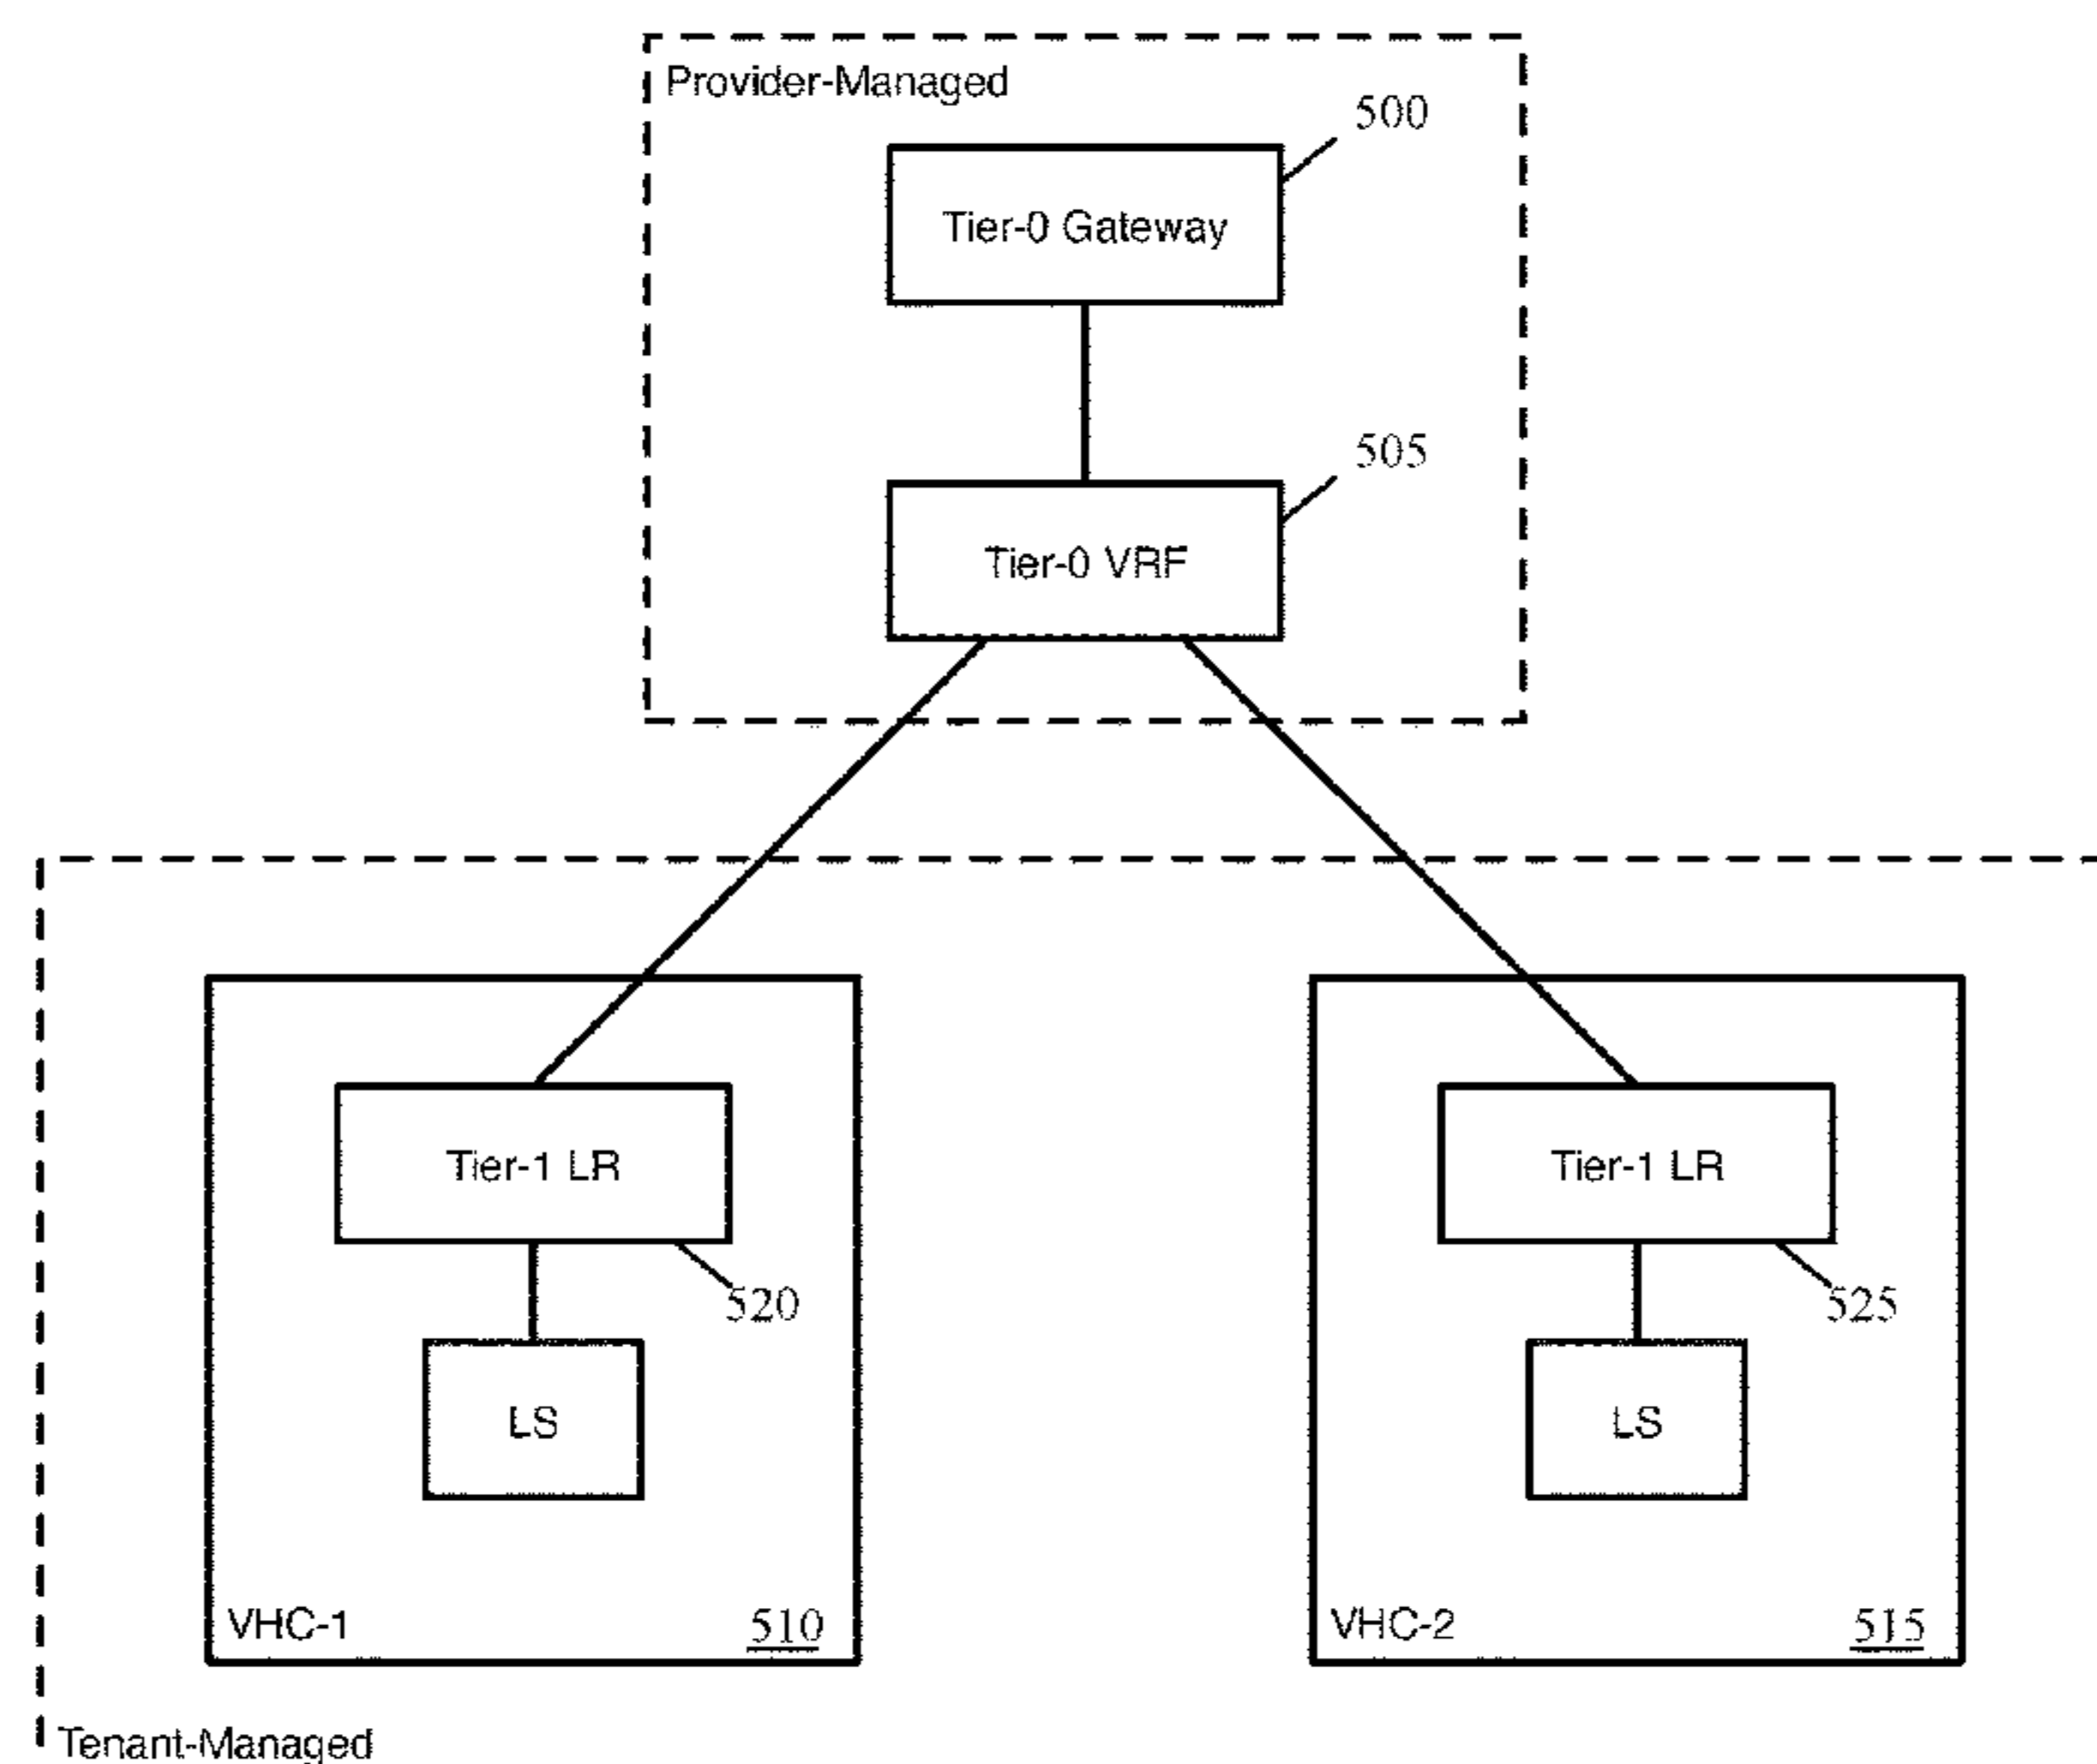 Provider-Managed
500
Tier-0 Gateway
505
Tier-0 VRF
Tier-1 LR
Tier-1 LR
520
525
LS
LS
VHC-1
510
VHC-2
515
Tenant-Managed